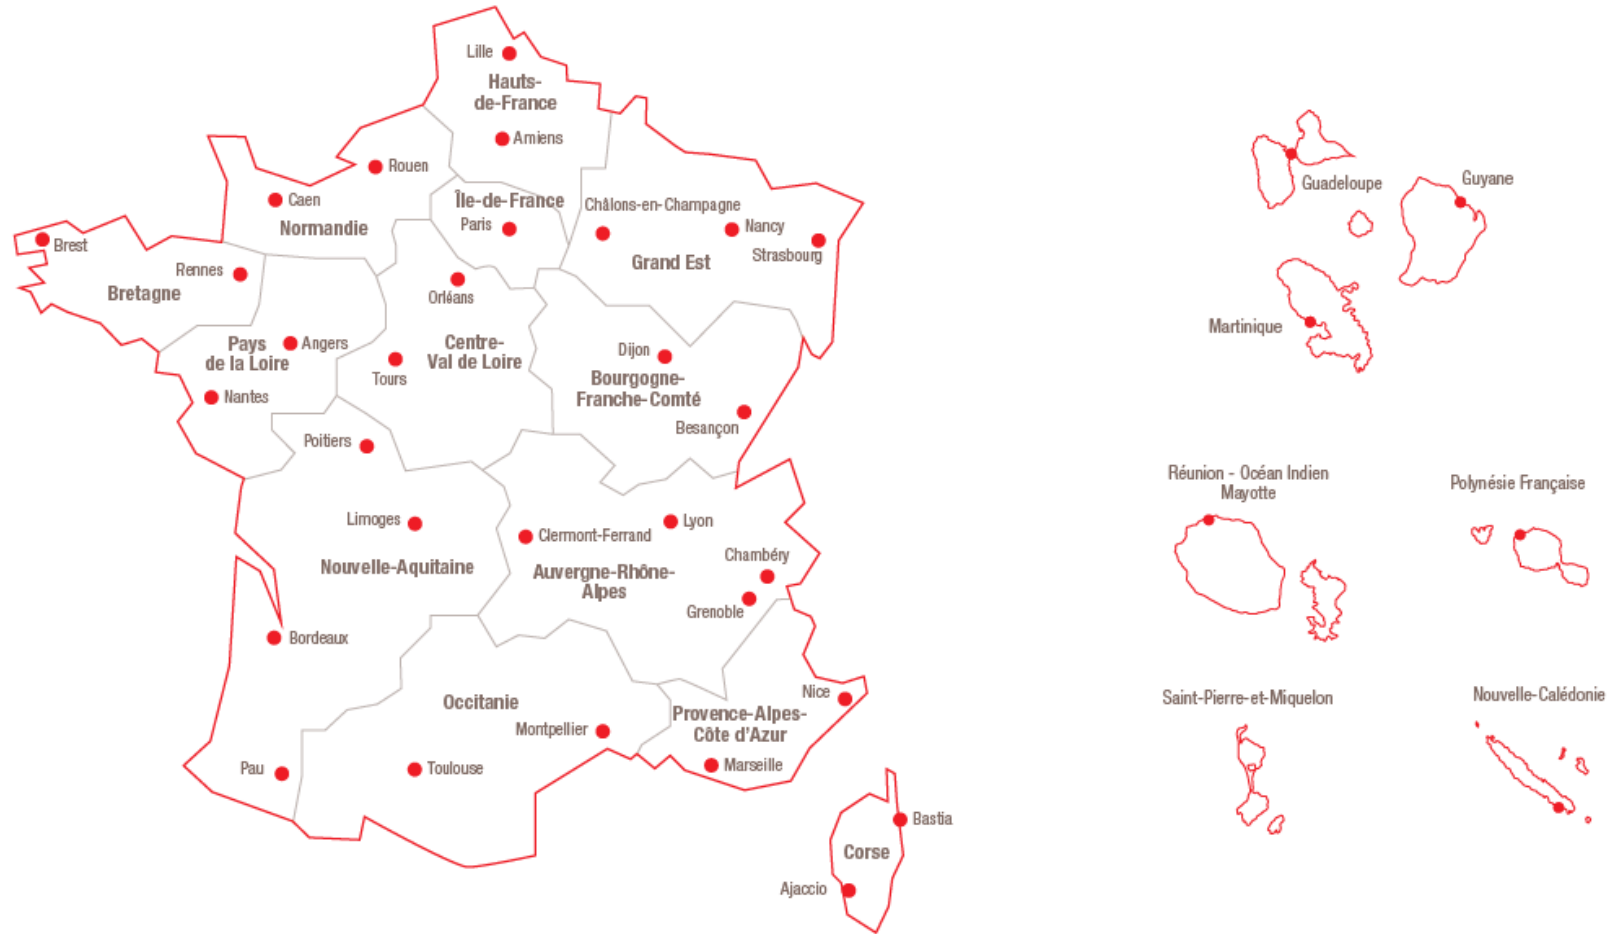 Lille
Hauts-
de-France
Amiens
Rouen
Caen
Normandie
Île-de-France
Paris
Châlons-en-Champagne
Nancy
Strasbourg
Grand Est
Brest
Rennes
Bretagne
Orléans
Pays
de la Loire
Angers
Nantes
Centre-
Val de Loire
Tours
Dijon
Bourgogne-
Franche-Comté
Besançon
Poitiers
Limoges
Nouvelle-Aquitaine
Clermont-Ferrand
Lyon
Chambéry
Auvergne-Rhône-
Alpes
Grenoble
Bordeaux
Occitanie
Montpellier
Pau
Toulouse
Nice
Provence-Alpes-
Côte d'Azur
Marseille
Bastia
Corse
Ajaccio
Guadeloupe
Guyane
Martinique
Réunion - Océan Indien
Mayotte
Polynésie Française
Saint-Pierre-et-Miquelon
Nouvelle-Calédonie